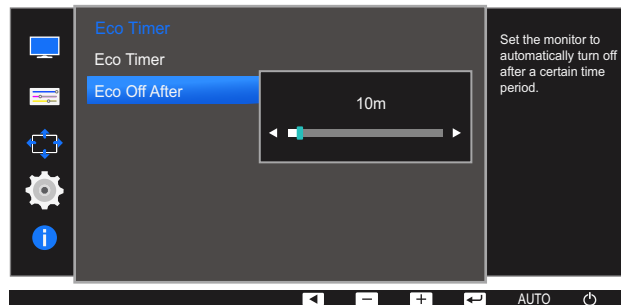 Eco Timer
Eco Timer
Eco Off After
10m
Set the monitor to
automatically turn off
after a certain time
period.
AUTO